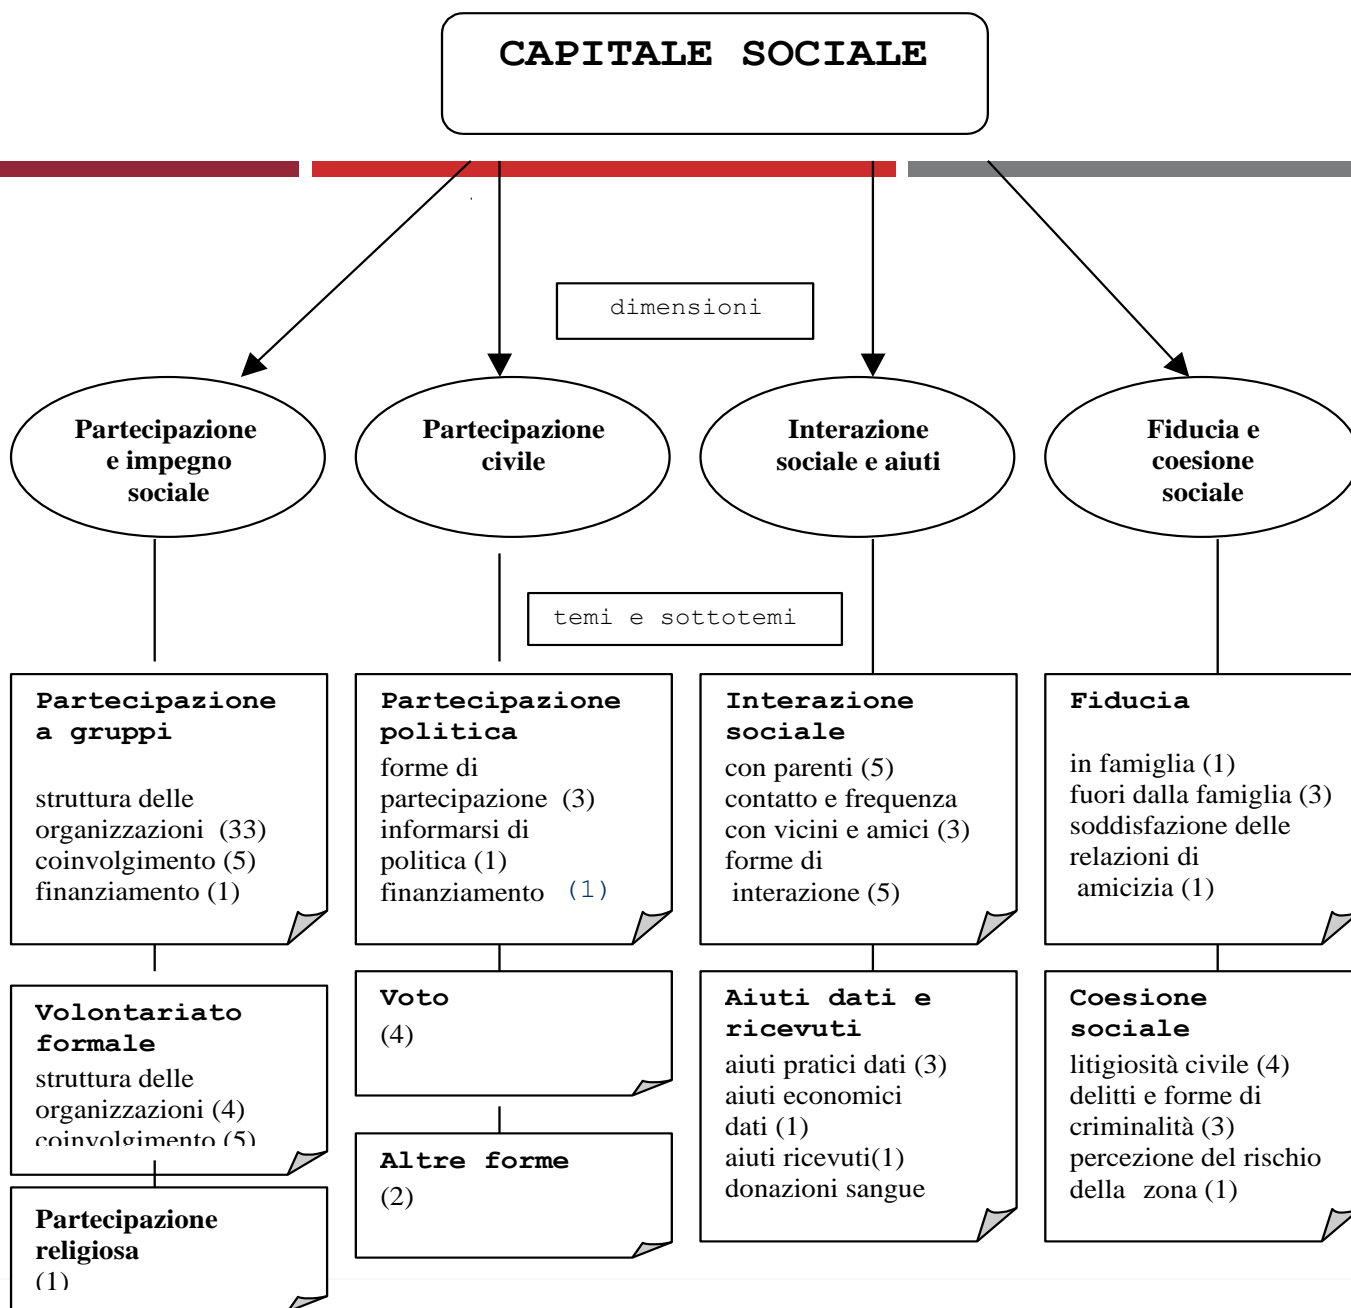 CAPITALE SOCIALE
dimensioni
Partecipazione
e impegno
sociale
Partecipazione
civile
Interazione
sociale e aiuti
Fiducia e
coesione
sociale
temi e sottotemi
Partecipazione
a gruppi
struttura delle
organizzazioni (33)
coinvolgimento (5)
finanziamento (1)
Volontariato
formale
struttura delle
organizzazioni (4)
coinvolgimento (5)
Partecipazione
religiosa
(1)
Partecipazione
politica
forme di
partecipazione (3)
informarsi di
politica (1)
finanziamento (1)
Voto
(4)
Altre forme
(2)
Interazione
sociale
con parenti (5)
contatto e frequenza
con vicini e amici (3)
forme di
interazione (5)
Aiuti dati e
ricevuti
aiuti pratici dati (3)
aiuti economici
dati (1)
aiuti ricevuti(1)
donazioni sangue
Fiducia
in famiglia (1)
fuori dalla famiglia (3)
soddisfazione delle
relazioni di
amicizia (1)
Coesione
sociale
litigiosità civile (4)
delitti e forme di
criminalità (3)
percezione del rischio
della zona (1)